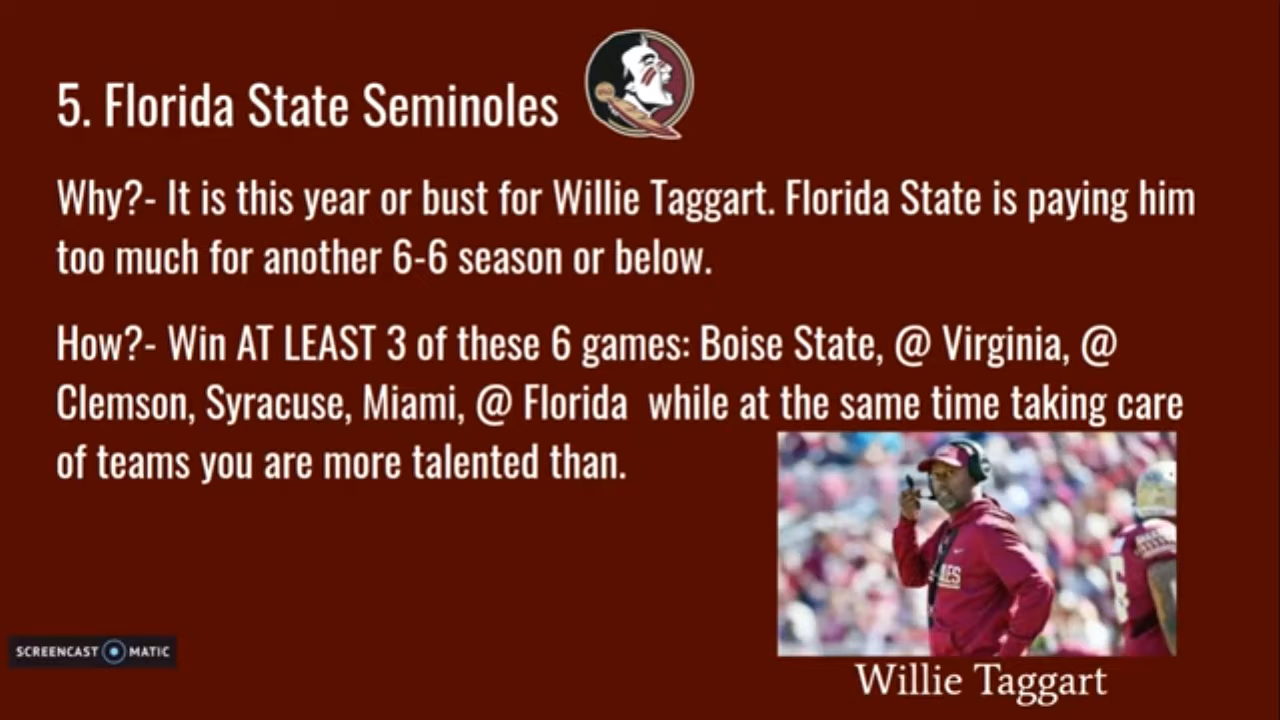 5. Florida State Seminoles
Why?- It is this year or bust for Willie Taggart. Florida State is paying him
too much for another 6-6 season or below.
How?- Win AT LEAST 3 of these 6 games: Boise State, @ Virginia, @
Clemson, Syracuse, Miami, @ Florida  while at the same time taking care
of teams you are more talented than.
SCREENCAST MATIC
Willie Taggart